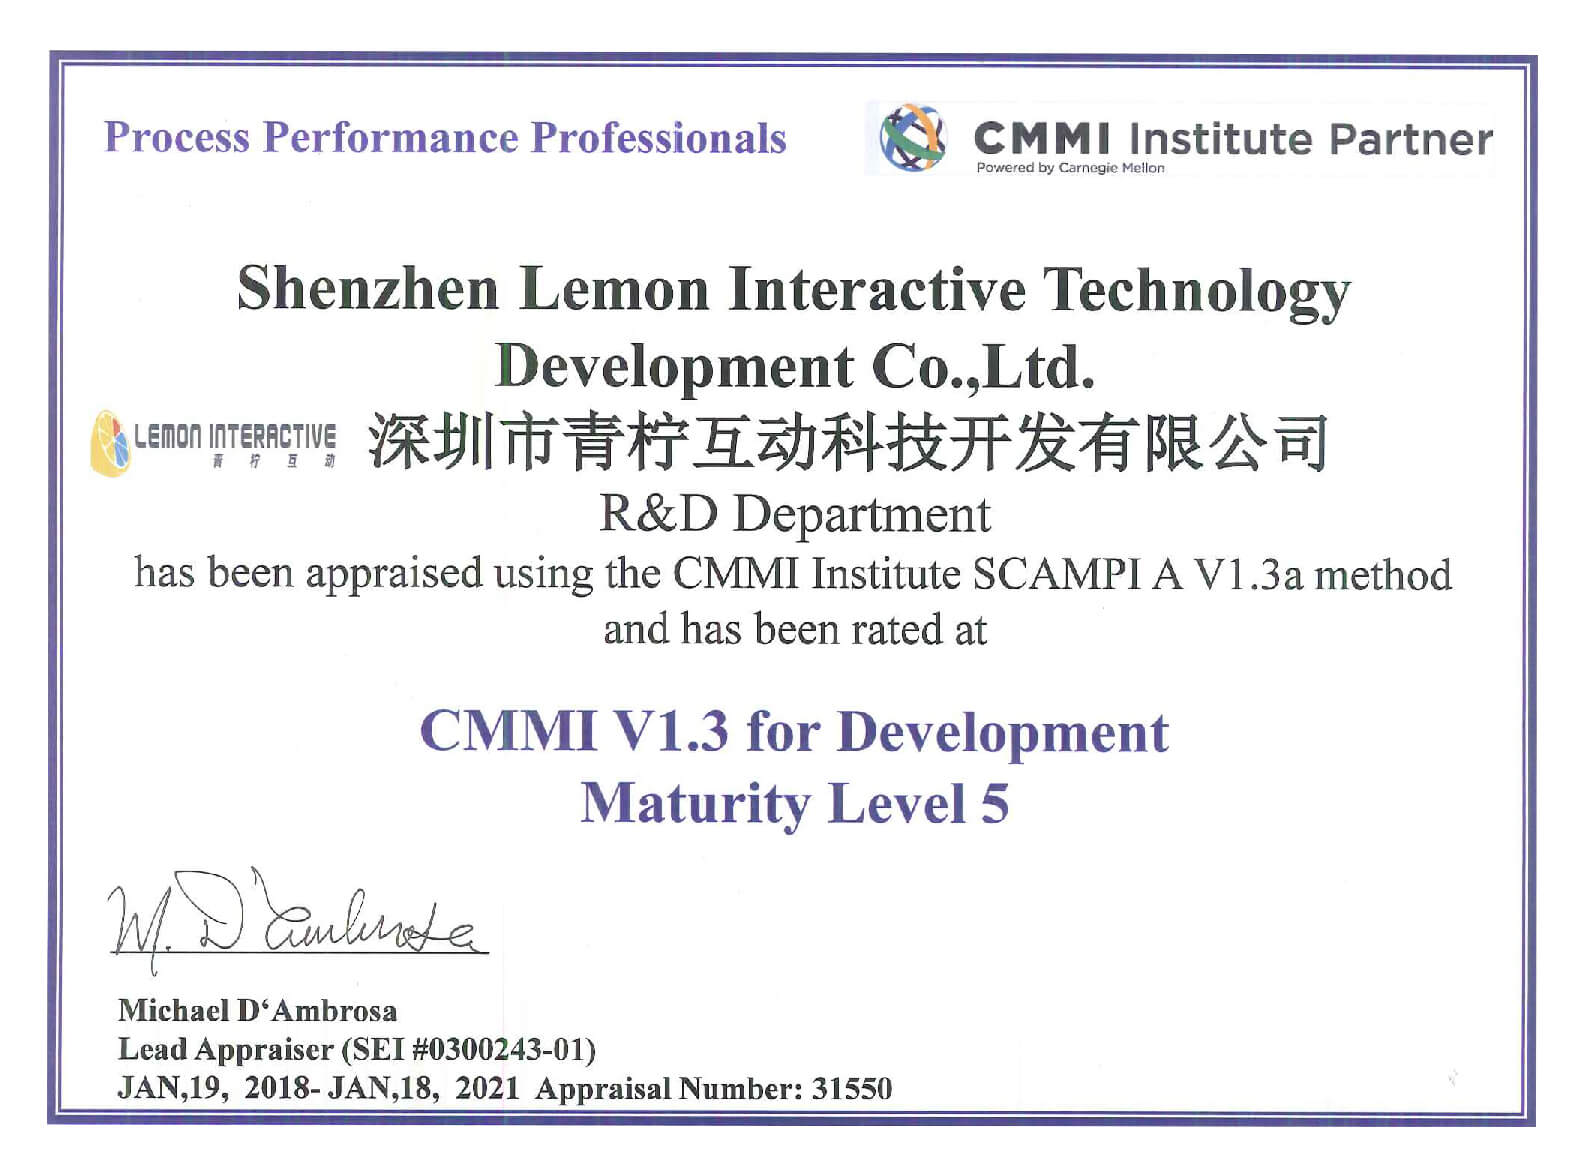 Process Performance Professionals
CMMI Institute Partner
Powered by Carnegie Mellon
Shenzhen Lemon Interactive Technology
Development Co.,Ltd.
LEMON INTERACTIVE
青柠互动
深圳市青柠互动科技开发有限公司
R&D Department
has been appraised using the CMMI Institute SCAMPI A V1.3a method
and has been rated at
CMMI V1.3 for Development
Maturity Level 5
M. D'Ambrosa
Michael D‘Ambrosa
Lead Appraiser (SEI #0300243-01)
JAN,19, 2018- JAN,18, 2021 Appraisal Number: 31550